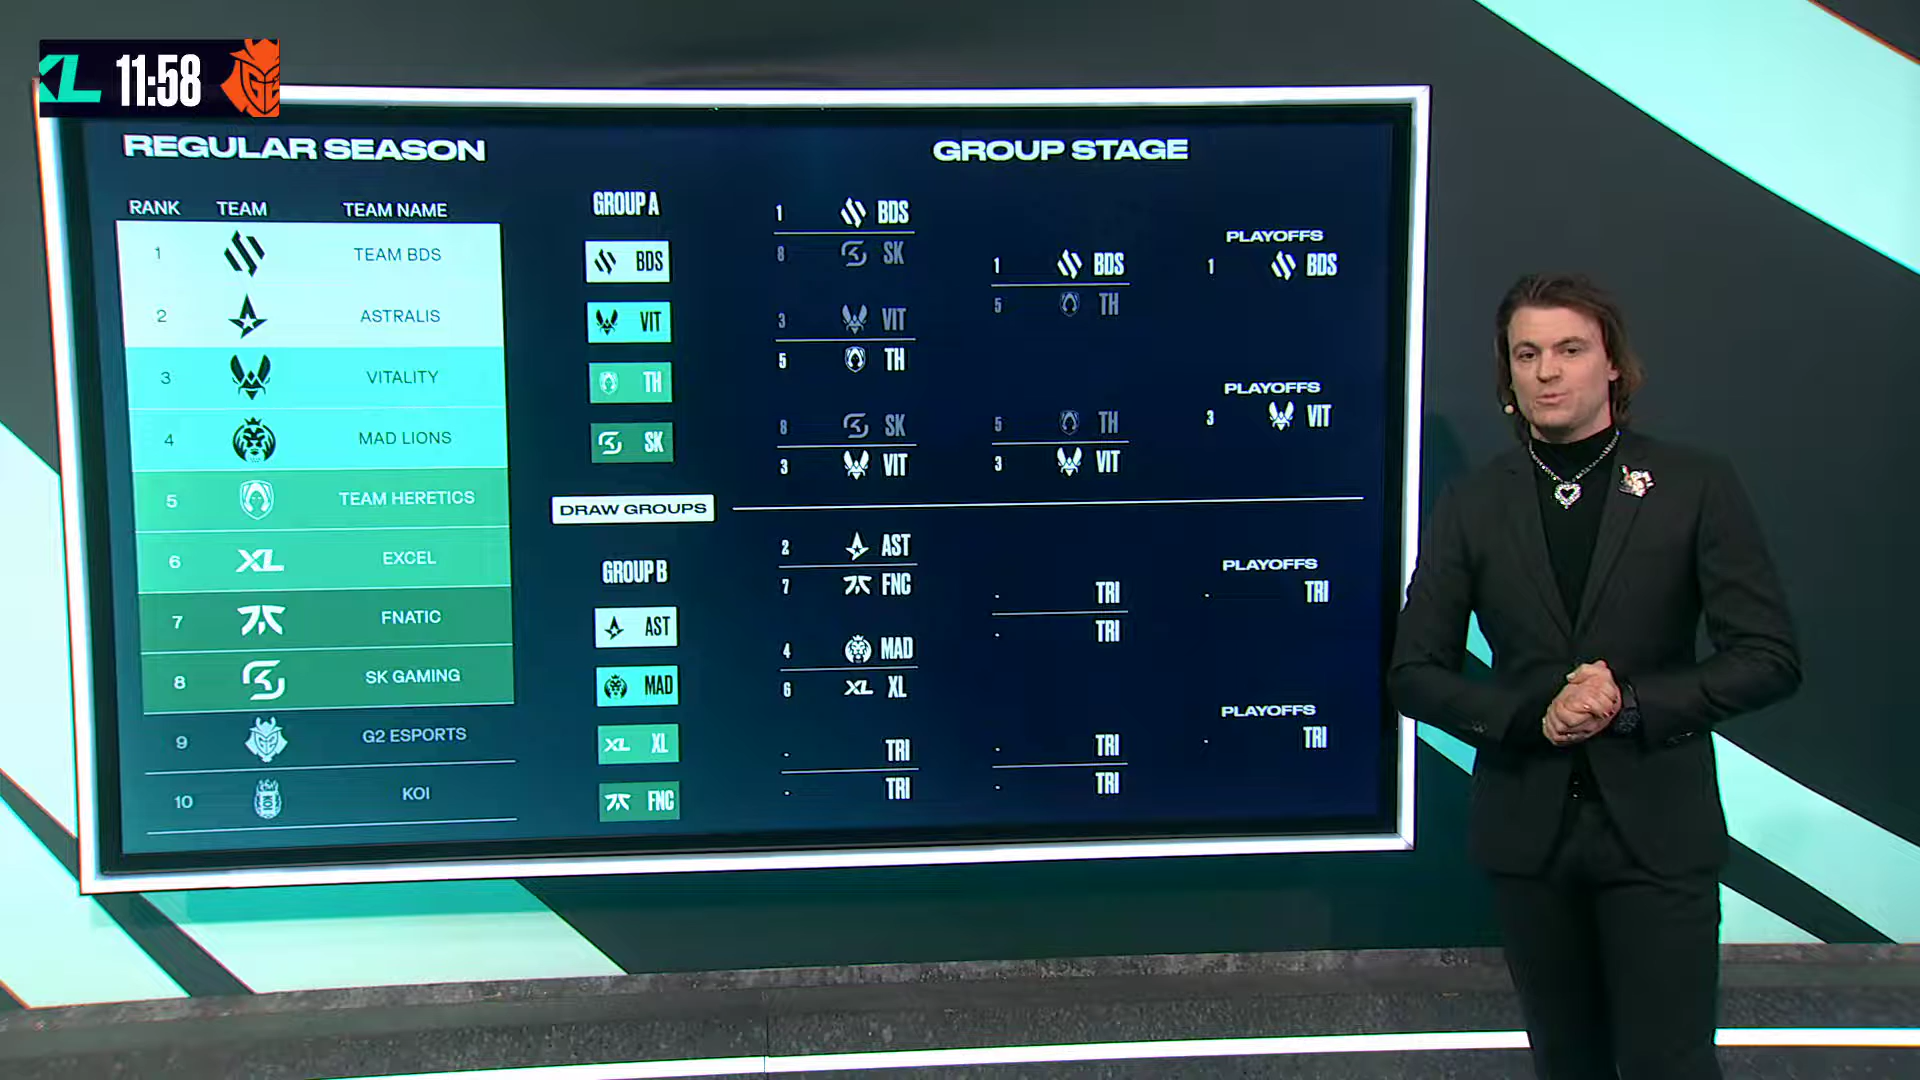 XL 11:58
REGULAR SEASON
RANK TEAM TEAM NAME
1 TEAM BDS
2 ASTRALIS
3 VITALITY
4 MAD LIONS
5 TEAM HERETICS
6 XL EXCEL
7 FNATIC
8 SK GAMING
9 G2 ESPORTS
10 KOI
GROUP A
BDS
VIT
TH
SK
DRAW GROUPS
GROUP B
AST
MAD
XL XL
FNC
GROUP STAGE
1 BDS
8 SK
3 VIT
5 TH
8 SK
3 VIT
1 BDS
5 TH
5 TH
3 VIT
PLAYOFFS
1 BDS
PLAYOFFS
3 VIT
2 AST
7 FNC
4 MAD
6 XL XL
- TRI
- TRI
- TRI
- TRI
- TRI
- TRI
PLAYOFFS
- TRI
PLAYOFFS
- TRI